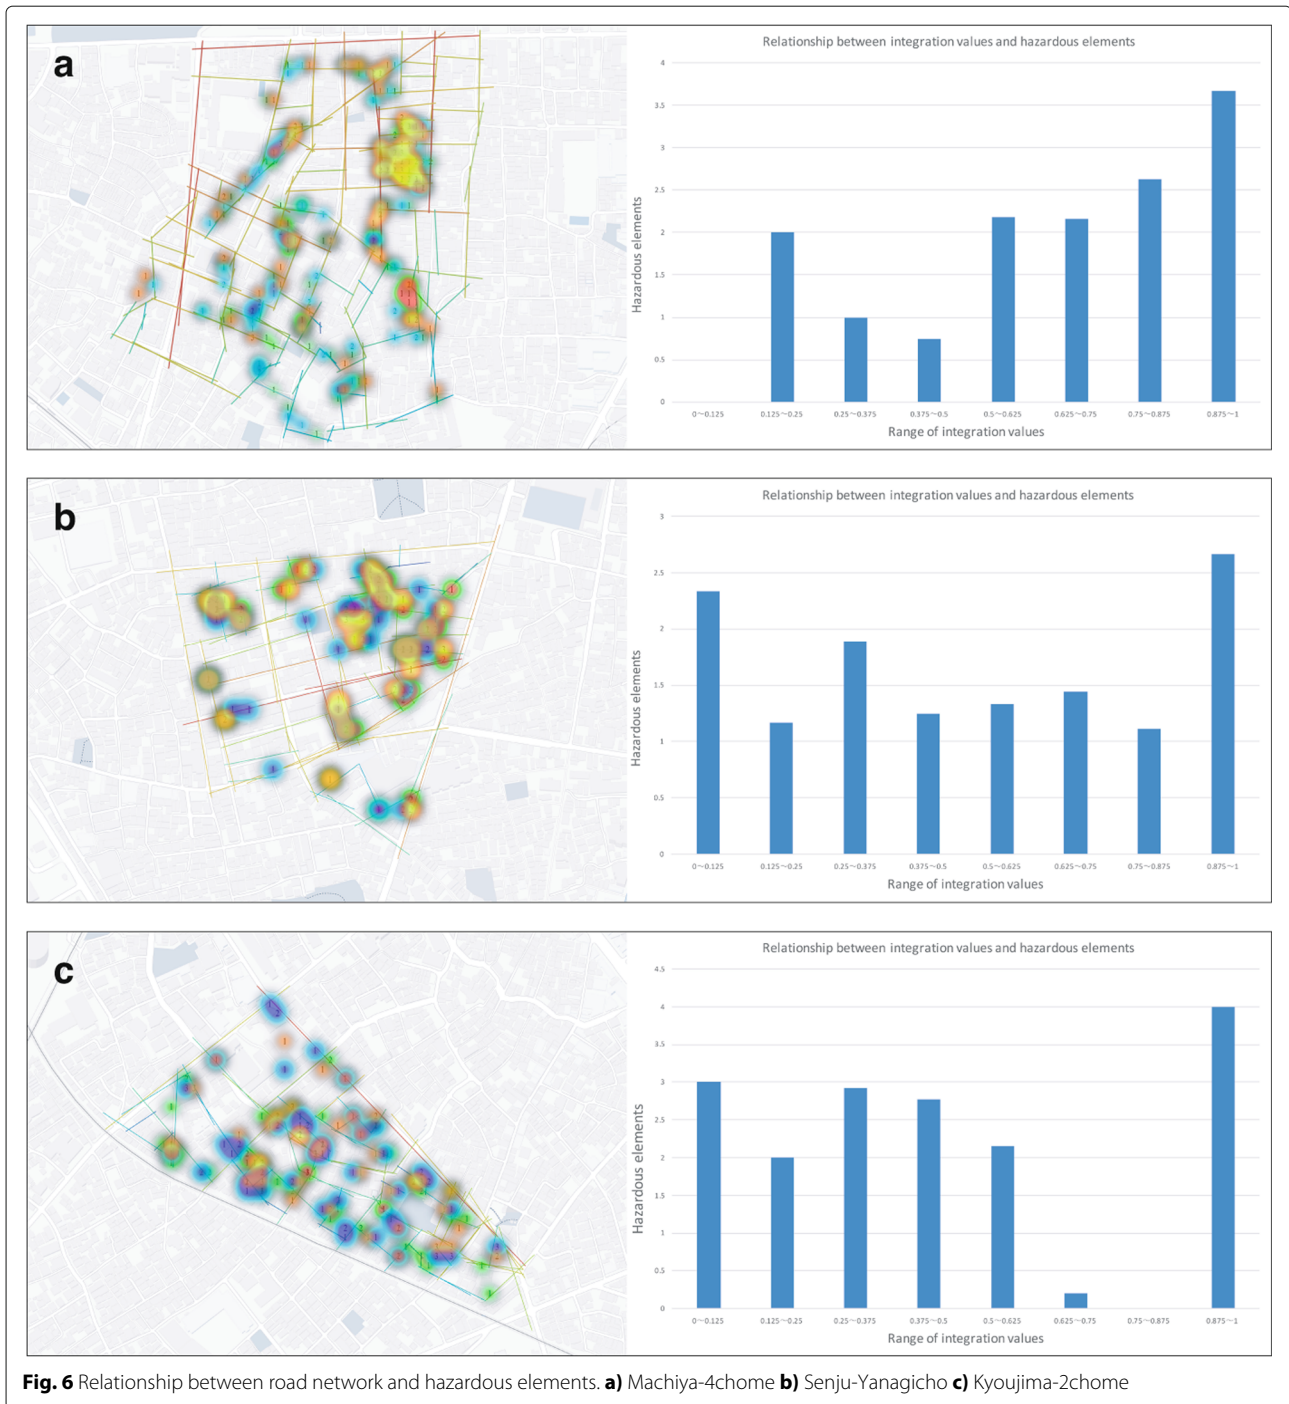 a
Relationship between integration values and hazardous elements
4
3.5
3
2.5
2
1.5
1
0.5
0
Hazardous elements
0~0.125 0.125~0.25 0.25~0.375 0.375~0.5 0.5~0.625 0.625~0.75 0.75~0.875 0.875~1
Range of integration values
b
Relationship between integration values and hazardous elements
3
2.5
2
1.5
1
0.5
0
Hazardous elements
0~0.125 0.125~0.25 0.25~0.375 0.375~0.5 0.5~0.625 0.625~0.75 0.75~0.875 0.875~1
Range of integration values
c
Relationship between integration values and hazardous elements
4.5
4
3.5
3
2.5
2
1.5
1
0.5
0
Hazardous elements
0~0.125 0.125~0.25 0.25~0.375 0.375~0.5 0.5~0.625 0.625~0.75 0.75~0.875 0.875~1
Range of integration values
Fig. 6 Relationship between road network and hazardous elements. a) Machiya-4chome b) Senju-Yanagicho c) Kyoujima-2chome